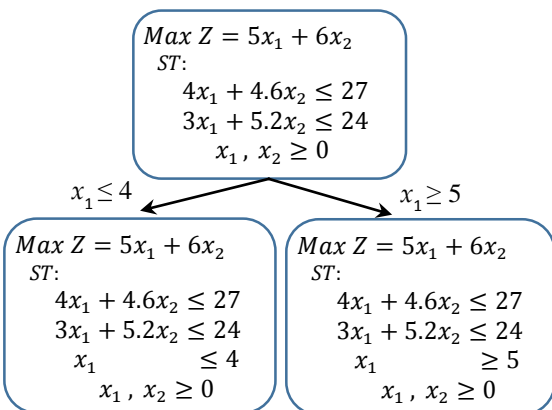 Max Z = 5x₁ + 6x₂
ST:
4x₁ + 4.6x₂ ≤ 27
3x₁ + 5.2x₂ ≤ 24
x₁ , x₂ ≥ 0
x₁ ≤ 4
x₁ ≥ 5
Max Z = 5x₁ + 6x₂
ST:
4x₁ + 4.6x₂ ≤ 27
3x₁ + 5.2x₂ ≤ 24
x₁ ≤ 4
x₁ , x₂ ≥ 0
Max Z = 5x₁ + 6x₂
ST:
4x₁ + 4.6x₂ ≤ 27
3x₁ + 5.2x₂ ≤ 24
x₁ ≥ 5
x₁ , x₂ ≥ 0